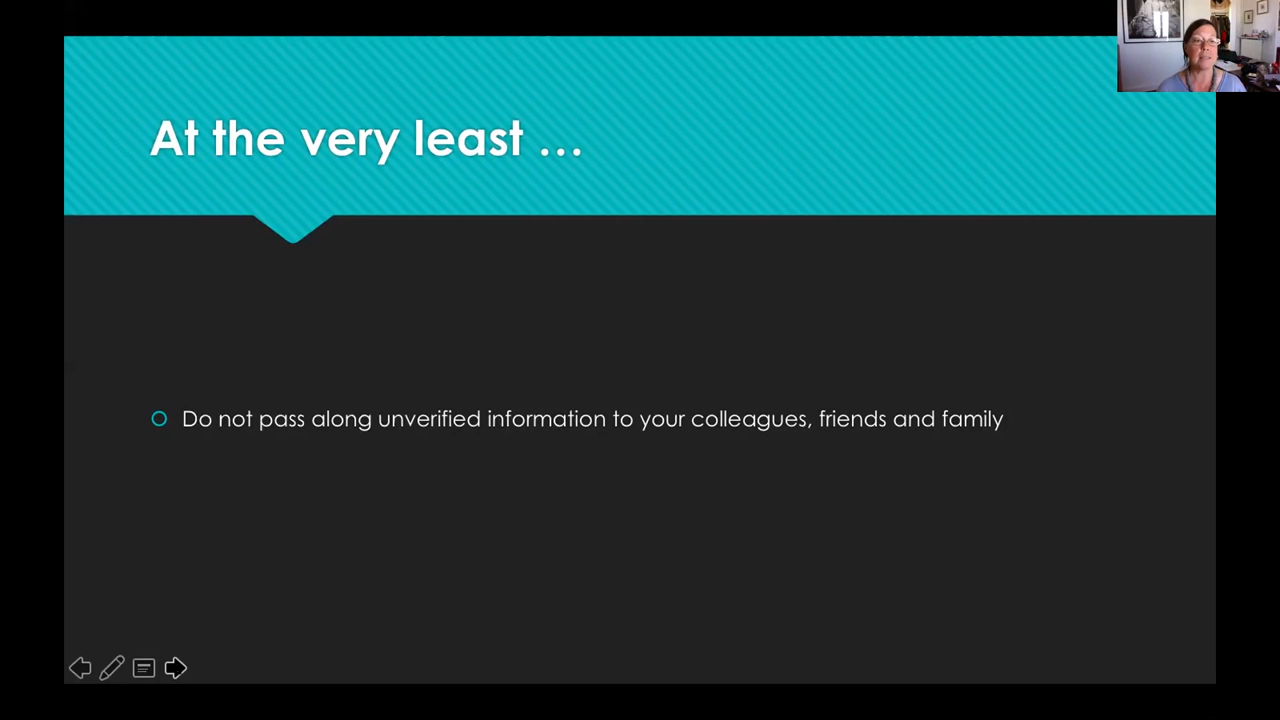 At the very least …
Do not pass along unverified information to your colleagues, friends and family